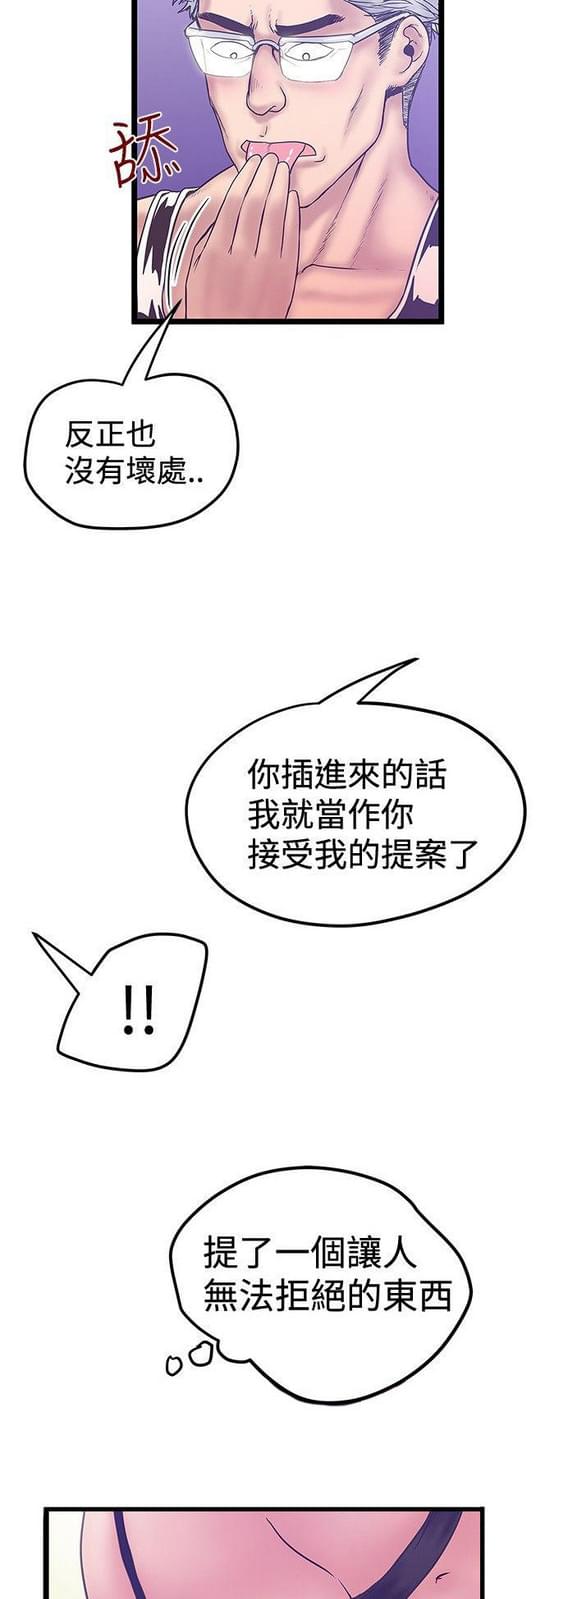 舔
反正也
沒有壞處..
你插進來的話
我就當作你
接受我的提案了
!!
提了一個讓人
無法拒絕的東西